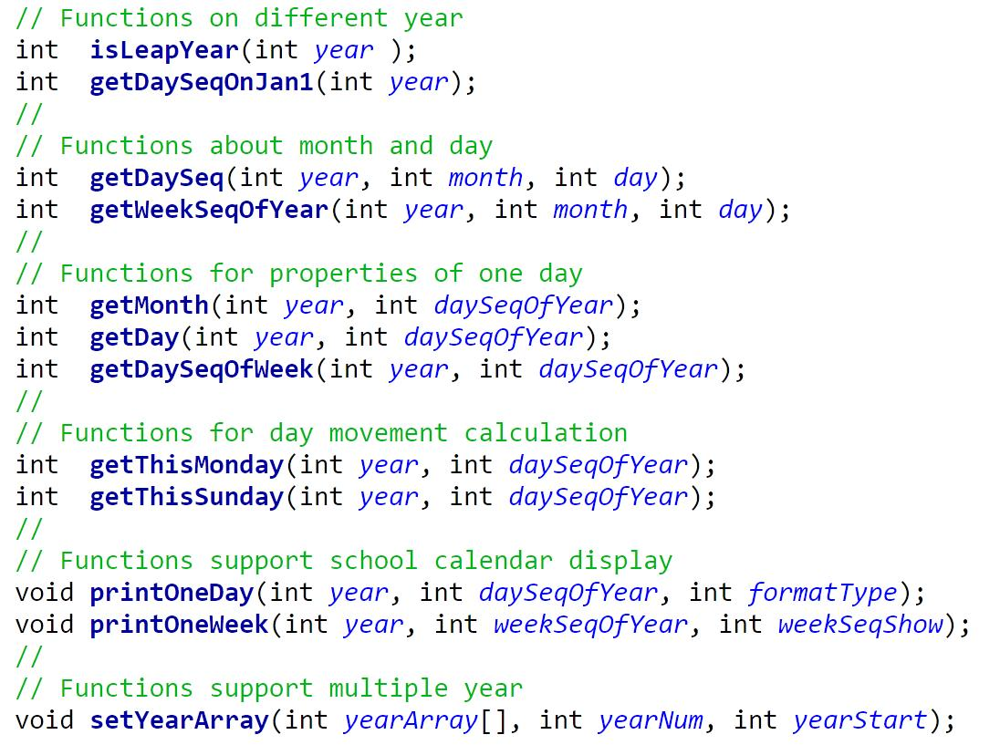 // Functions on different year
int  isLeapYear(int year );
int  getDaySeqOnJan1(int year);
//
// Functions about month and day
int  getDaySeq(int year, int month, int day);
int  getWeekSeqOfYear(int year, int month, int day);
//
// Functions for properties of one day
int  getMonth(int year, int daySeqOfYear);
int  getDay(int year, int daySeqOfYear);
int  getDaySeqOfWeek(int year, int daySeqOfYear);
//
// Functions for day movement calculation
int  getThisMonday(int year, int daySeqOfYear);
int  getThisSunday(int year, int daySeqOfYear);
//
// Functions support school calendar display
void printOneDay(int year, int daySeqOfYear, int formatType);
void printOneWeek(int year, int weekSeqOfYear, int weekSeqShow);
//
// Functions support multiple year
void setYearArray(int yearArray[], int yearNum, int yearStart);